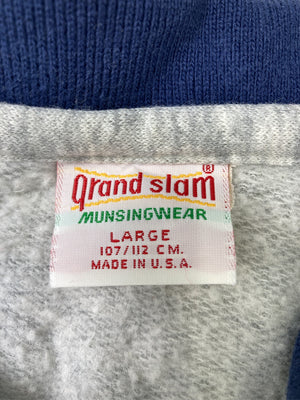 grand slam®
MUNSINGWEAR
LARGE
107/112 CM.
MADE IN U.S.A.